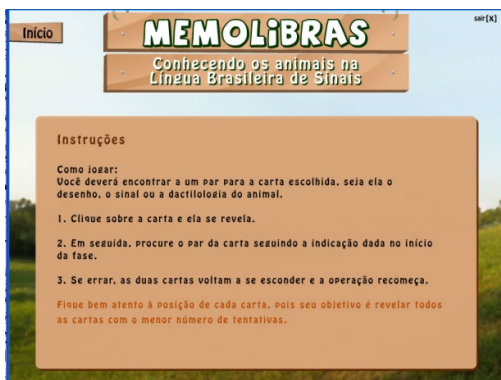 Início
sair(X)
MEMOLiBRAS
Conhecendo os animais na
Língua Brasileira de Sinais
Instruções
Como jogar:
Você deverá encontrar a um par para a carta escolhida, seja ela o
desenho, o sinal ou a dactilologia do animal.
1. Clique sobre a carta e ela se revela.
2. Em seguida, procure o par da carta seguindo a indicação dada no início
da fase.
3. Se errar, as duas cartas voltam a se esconder e a operação recomeça.
Fique bem atento à posição de cada carta, pois seu objetivo é revelar todos
as cartas com o menor número de tentativas.